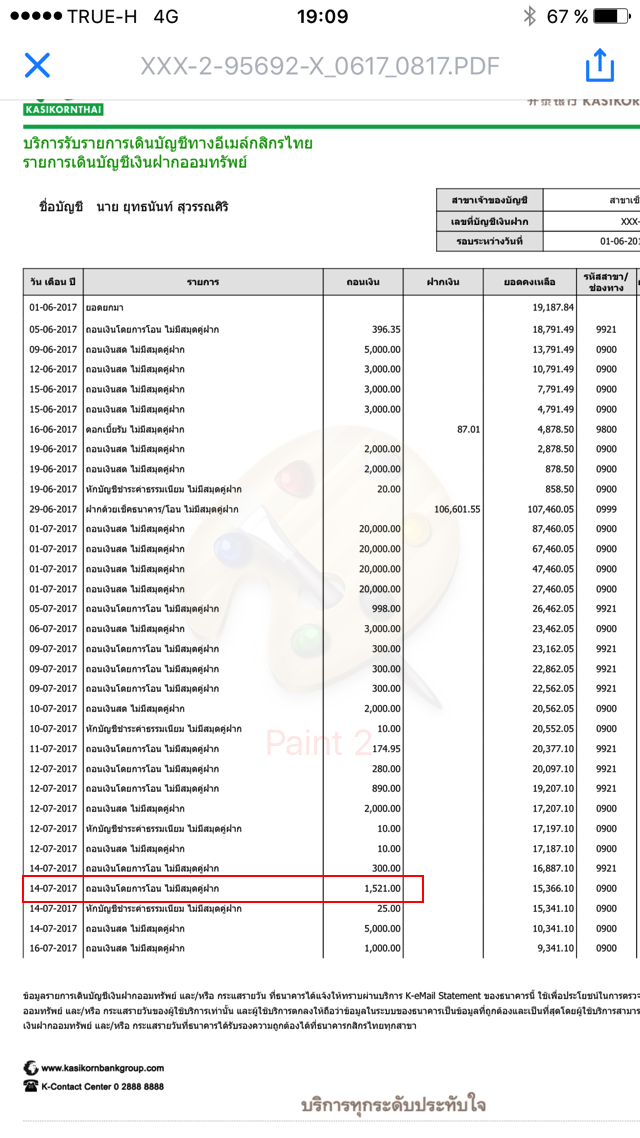 TRUE-H 4G 19:09 67 %
XXX-2-95692-X_0617_0817.PDF
KASIKORNTHAI
开泰银行 KASIKORN
บริการรับรายการเดินบัญชีทางอีเมล์กสิกรไทย
รายการเดินบัญชีเงินฝากออมทรัพย์
ชื่อบัญชี นาย ยุทธนันท์ สุวรรณศิริ
สาขาเจ้าของบัญชี สาขาเซ็
เลขที่บัญชีเงินฝาก XXX-
รอบระหว่างวันที่ 01-06-201
วัน เดือน ปี รายการ ถอนเงิน ฝากเงิน ยอดคงเหลือ รหัสสาขา/
ช่องทาง
01-06-2017 ยอดยกมา 19,187.84
05-06-2017 ถอนเงินโดยการโอน ไม่มีสมุดคู่ฝาก 396.35 18,791.49 9921
09-06-2017 ถอนเงินสด ไม่มีสมุดคู่ฝาก 5,000.00 13,791.49 0900
12-06-2017 ถอนเงินสด ไม่มีสมุดคู่ฝาก 3,000.00 10,791.49 0900
15-06-2017 ถอนเงินสด ไม่มีสมุดคู่ฝาก 3,000.00 7,791.49 0900
15-06-2017 ถอนเงินสด ไม่มีสมุดคู่ฝาก 3,000.00 4,791.49 0900
16-06-2017 ดอกเบี้ยรับ ไม่มีสมุดคู่ฝาก 87.01 4,878.50 9800
19-06-2017 ถอนเงินสด ไม่มีสมุดคู่ฝาก 2,000.00 2,878.50 0900
19-06-2017 ถอนเงินสด ไม่มีสมุดคู่ฝาก 2,000.00 878.50 0900
19-06-2017 หักบัญชีชำระค่าธรรมเนียม ไม่มีสมุดคู่ฝาก 20.00 858.50 0900
29-06-2017 ฝากด้วยเช็คธนาคาร/โอน ไม่มีสมุดคู่ฝาก 106,601.55 107,460.05 0999
01-07-2017 ถอนเงินสด ไม่มีสมุดคู่ฝาก 20,000.00 87,460.05 0900
01-07-2017 ถอนเงินสด ไม่มีสมุดคู่ฝาก 20,000.00 67,460.05 0900
01-07-2017 ถอนเงินสด ไม่มีสมุดคู่ฝาก 20,000.00 47,460.05 0900
01-07-2017 ถอนเงินสด ไม่มีสมุดคู่ฝาก 20,000.00 27,460.05 0900
05-07-2017 ถอนเงินโดยการโอน ไม่มีสมุดคู่ฝาก 998.00 26,462.05 9921
06-07-2017 ถอนเงินสด ไม่มีสมุดคู่ฝาก 3,000.00 23,462.05 0900
09-07-2017 ถอนเงินโดยการโอน ไม่มีสมุดคู่ฝาก 300.00 23,162.05 9921
09-07-2017 ถอนเงินโดยการโอน ไม่มีสมุดคู่ฝาก 300.00 22,862.05 9921
09-07-2017 ถอนเงินโดยการโอน ไม่มีสมุดคู่ฝาก 300.00 22,562.05 9921
10-07-2017 ถอนเงินสด ไม่มีสมุดคู่ฝาก 2,000.00 20,562.05 0900
10-07-2017 หักบัญชีชำระค่าธรรมเนียม ไม่มีสมุดคู่ฝาก 10.00 20,552.05 0900
Paint 2
11-07-2017 ถอนเงินโดยการโอน ไม่มีสมุดคู่ฝาก 174.95 20,377.10 9921
12-07-2017 ถอนเงินโดยการโอน ไม่มีสมุดคู่ฝาก 280.00 20,097.10 9921
12-07-2017 ถอนเงินโดยการโอน ไม่มีสมุดคู่ฝาก 890.00 19,207.10 9921
12-07-2017 ถอนเงินสด ไม่มีสมุดคู่ฝาก 2,000.00 17,207.10 0900
12-07-2017 หักบัญชีชำระค่าธรรมเนียม ไม่มีสมุดคู่ฝาก 10.00 17,197.10 0900
12-07-2017 ถอนเงินสด ไม่มีสมุดคู่ฝาก 10.00 17,187.10 0900
14-07-2017 ถอนเงินโดยการโอน ไม่มีสมุดคู่ฝาก 300.00 16,887.10 9921
14-07-2017 ถอนเงินโดยการโอน ไม่มีสมุดคู่ฝาก 1,521.00 15,366.10 0900
14-07-2017 หักบัญชีชำระค่าธรรมเนียม ไม่มีสมุดคู่ฝาก 25.00 15,341.10 0900
14-07-2017 ถอนเงินสด ไม่มีสมุดคู่ฝาก 5,000.00 10,341.10 0900
16-07-2017 ถอนเงินสด ไม่มีสมุดคู่ฝาก 1,000.00 9,341.10 0900
ข้อมูลรายการเดินบัญชีเงินฝากออมทรัพย์ และ/หรือ กระแสรายวัน ที่ธนาคารได้แจ้งให้ทราบผ่านบริการ K-eMail Statement ของธนาคารนี้ ใช้เพื่อประโยชน์ในการตรวจ
ออมทรัพย์ และ/หรือ กระแสรายวันของผู้ใช้บริการเท่านั้น และผู้ใช้บริการตกลงให้ถือว่าข้อมูลในระบบของธนาคารเป็นข้อมูลที่ถูกต้องและเป็นที่สุดโดยผู้ใช้บริการสามาร
เงินฝากออมทรัพย์ และ/หรือ กระแสรายวันที่ธนาคารได้รับรองความถูกต้องได้ที่ธนาคารกสิกรไทยทุกสาขา
www.kasikornbankgroup.com
K-Contact Center 0 2888 8888
บริการทุกระดับประทับใจ